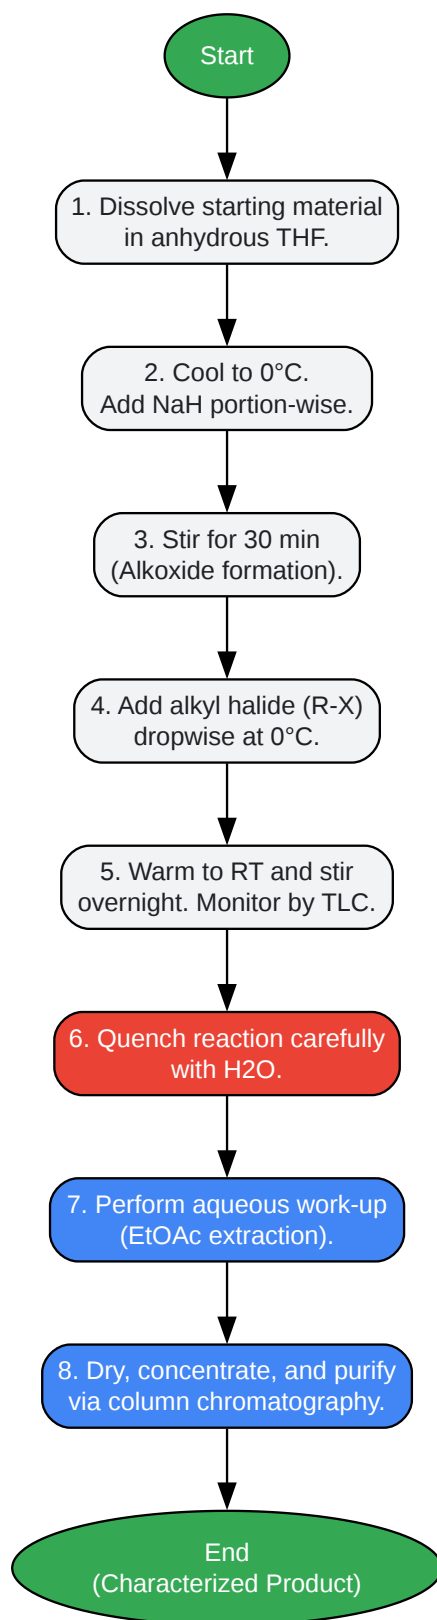 Start
1. Dissolve starting material
in anhydrous THF.
2. Cool to 0°C.
Add NaH portion-wise.
3. Stir for 30 min
(Alkoxide formation).
4. Add alkyl halide (R-X)
dropwise at 0°C.
5. Warm to RT and stir
overnight. Monitor by TLC.
6. Quench reaction carefully
with H2O.
7. Perform aqueous work-up
(EtOAc extraction).
8. Dry, concentrate, and purify
via column chromatography.
End
(Characterized Product)